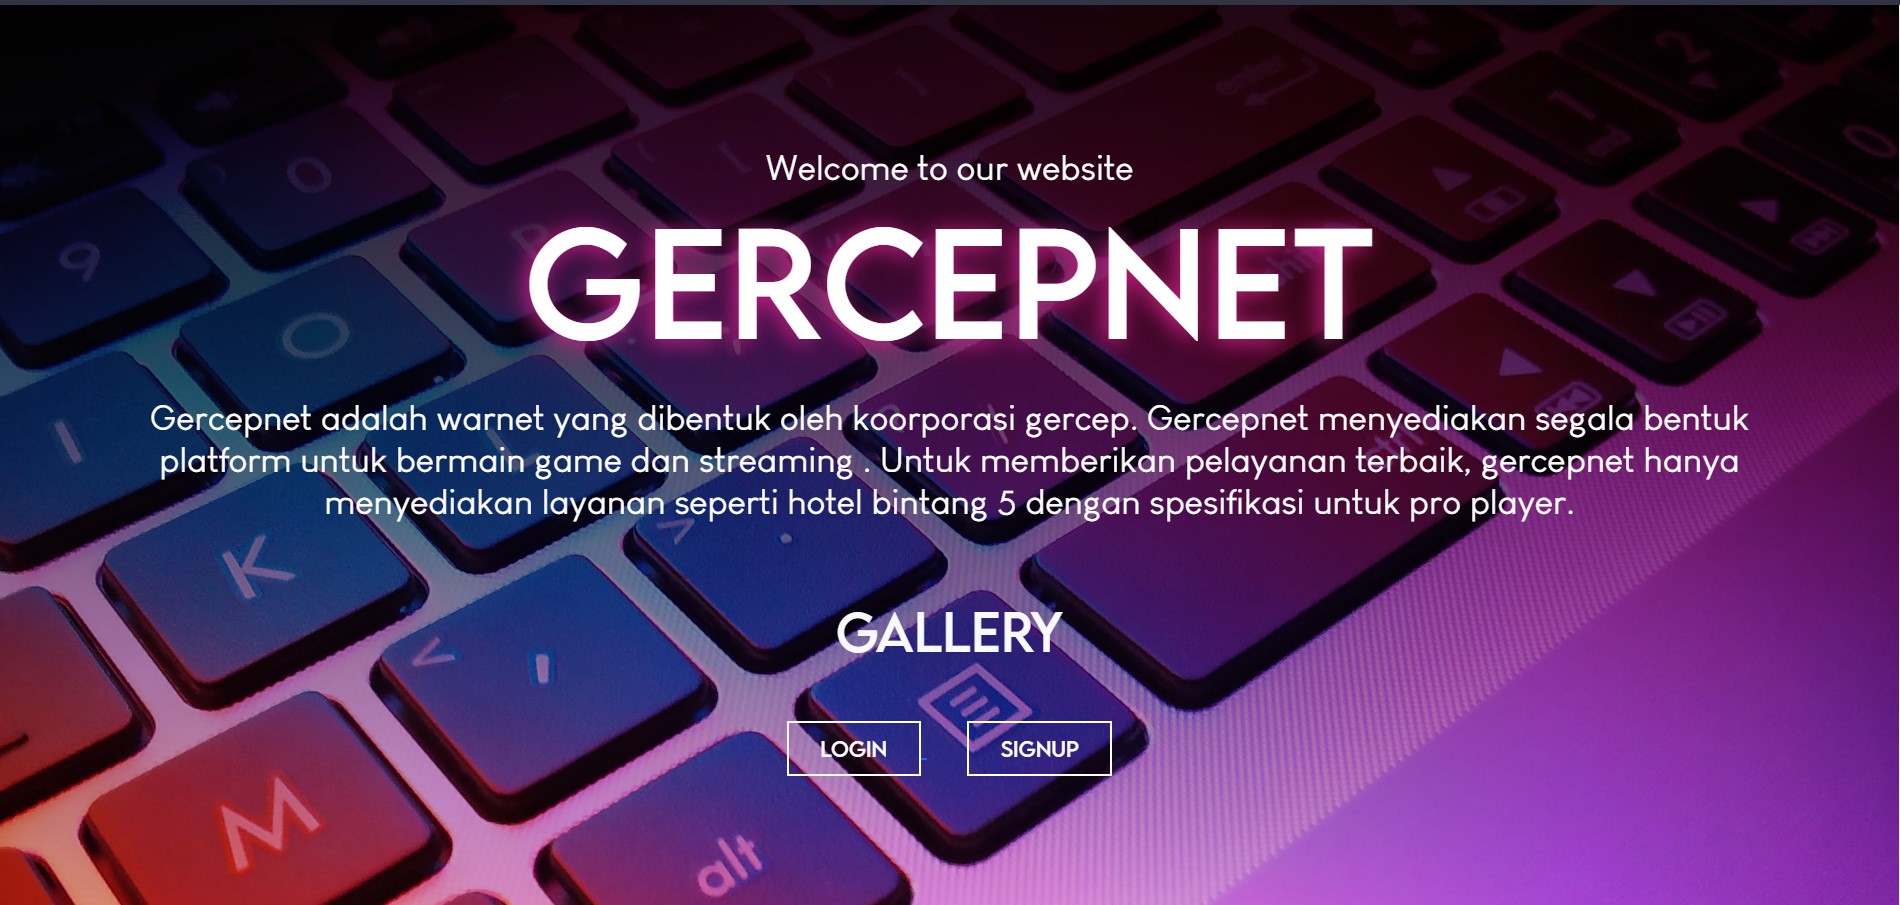 Welcome to our website
GERCEPNET
Gercepnet adalah warnet yang dibentuk oleh koorporasi gercep. Gercepnet menyediakan segala bentuk
platform untuk bermain game dan streaming . Untuk memberikan pelayanan terbaik, gercepnet hanya
menyediakan layanan seperti hotel bintang 5 dengan spesifikasi untuk pro player.
GALLERY
LOGIN SIGNUP
9
O
O
I
K
M
alt